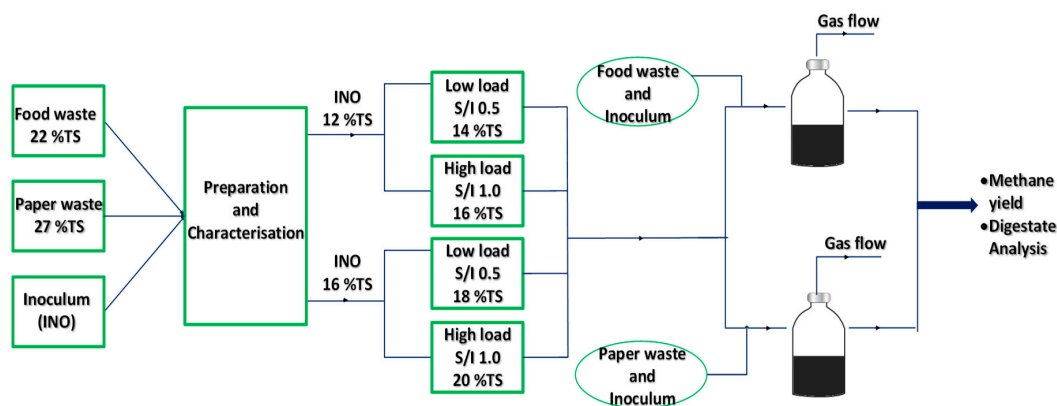 Food waste
22 %TS
Paper waste
27 %TS
Inoculum
(INO)
Preparation
and
Characterisation
INO
12 %TS
INO
16 %TS
Low load
S/I 0.5
14 %TS
High load
S/I 1.0
16 %TS
Low load
S/I 0.5
18 %TS
High load
S/I 1.0
20 %TS
Food waste
and
Inoculum
Paper waste
and
Inoculum
Gas flow
Gas flow
•Methane
yield
•Digestate
Analysis